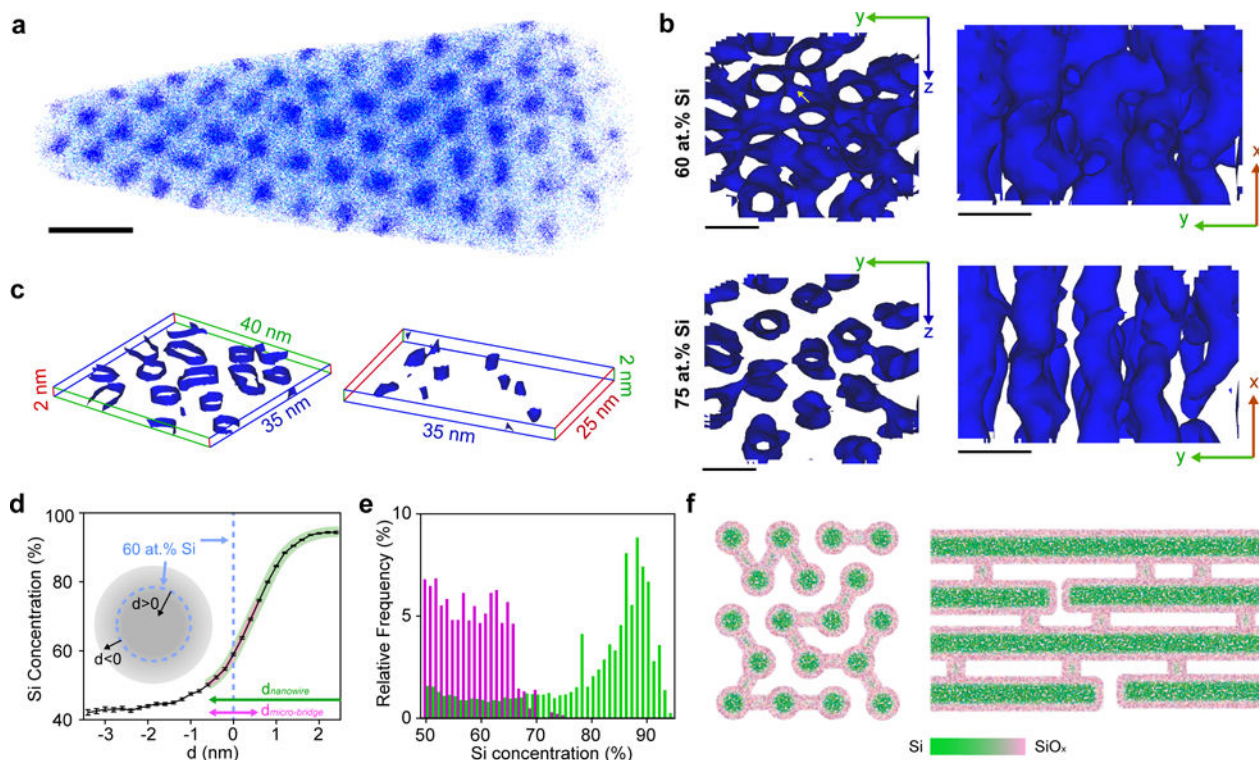 a
b
y
z
60 at.% Si
x
y
c
40 nm
2 nm
35 nm
2 nm
25 nm
35 nm
y
z
75 at.% Si
x
y
d
Si Concentration (%)
100
80
60
40
60 at.% Si
d>0
d<0
dnanowire
dmicro-bridge
-3 -2 -1 0 1 2
d (nm)
e
Relative Frequency (%)
10
5
0
50 60 70 80 90
Si concentration (%)
f
Si SiOx